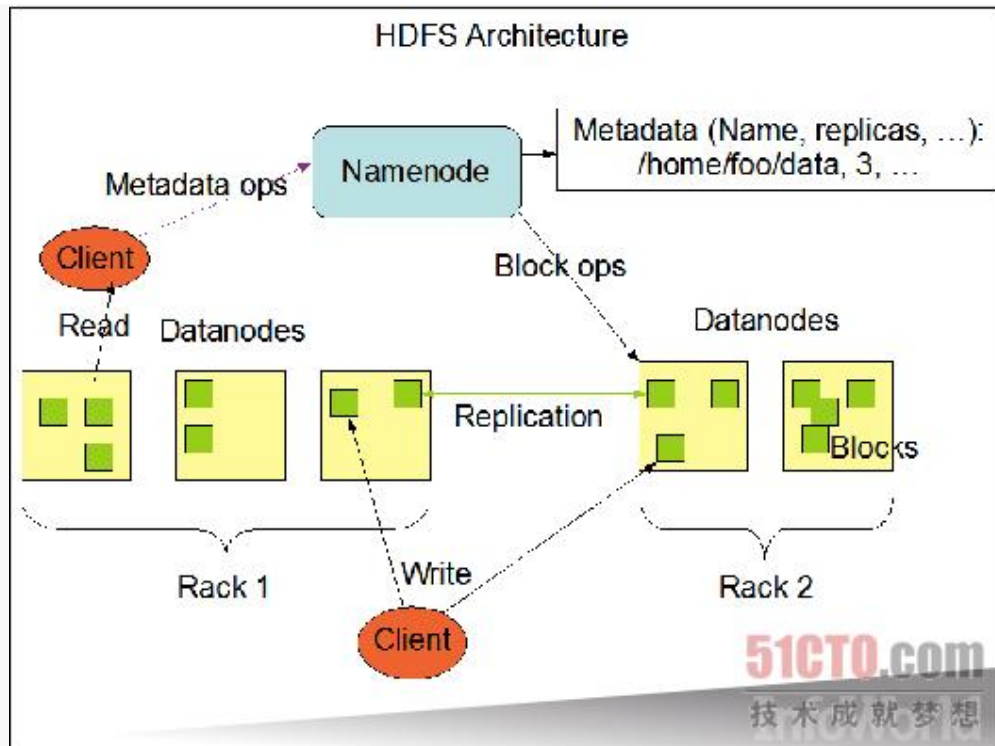 HDFS Architecture
Metadata (Name, replicas, ...):
/home/foo/data, 3, ...
Namenode
Metadata ops
Client
Block ops
Read
Datanodes
Datanodes
Replication
Blocks
Rack 1
Write
Rack 2
Client
51CTO.com
技术成就梦想
InfoWorld